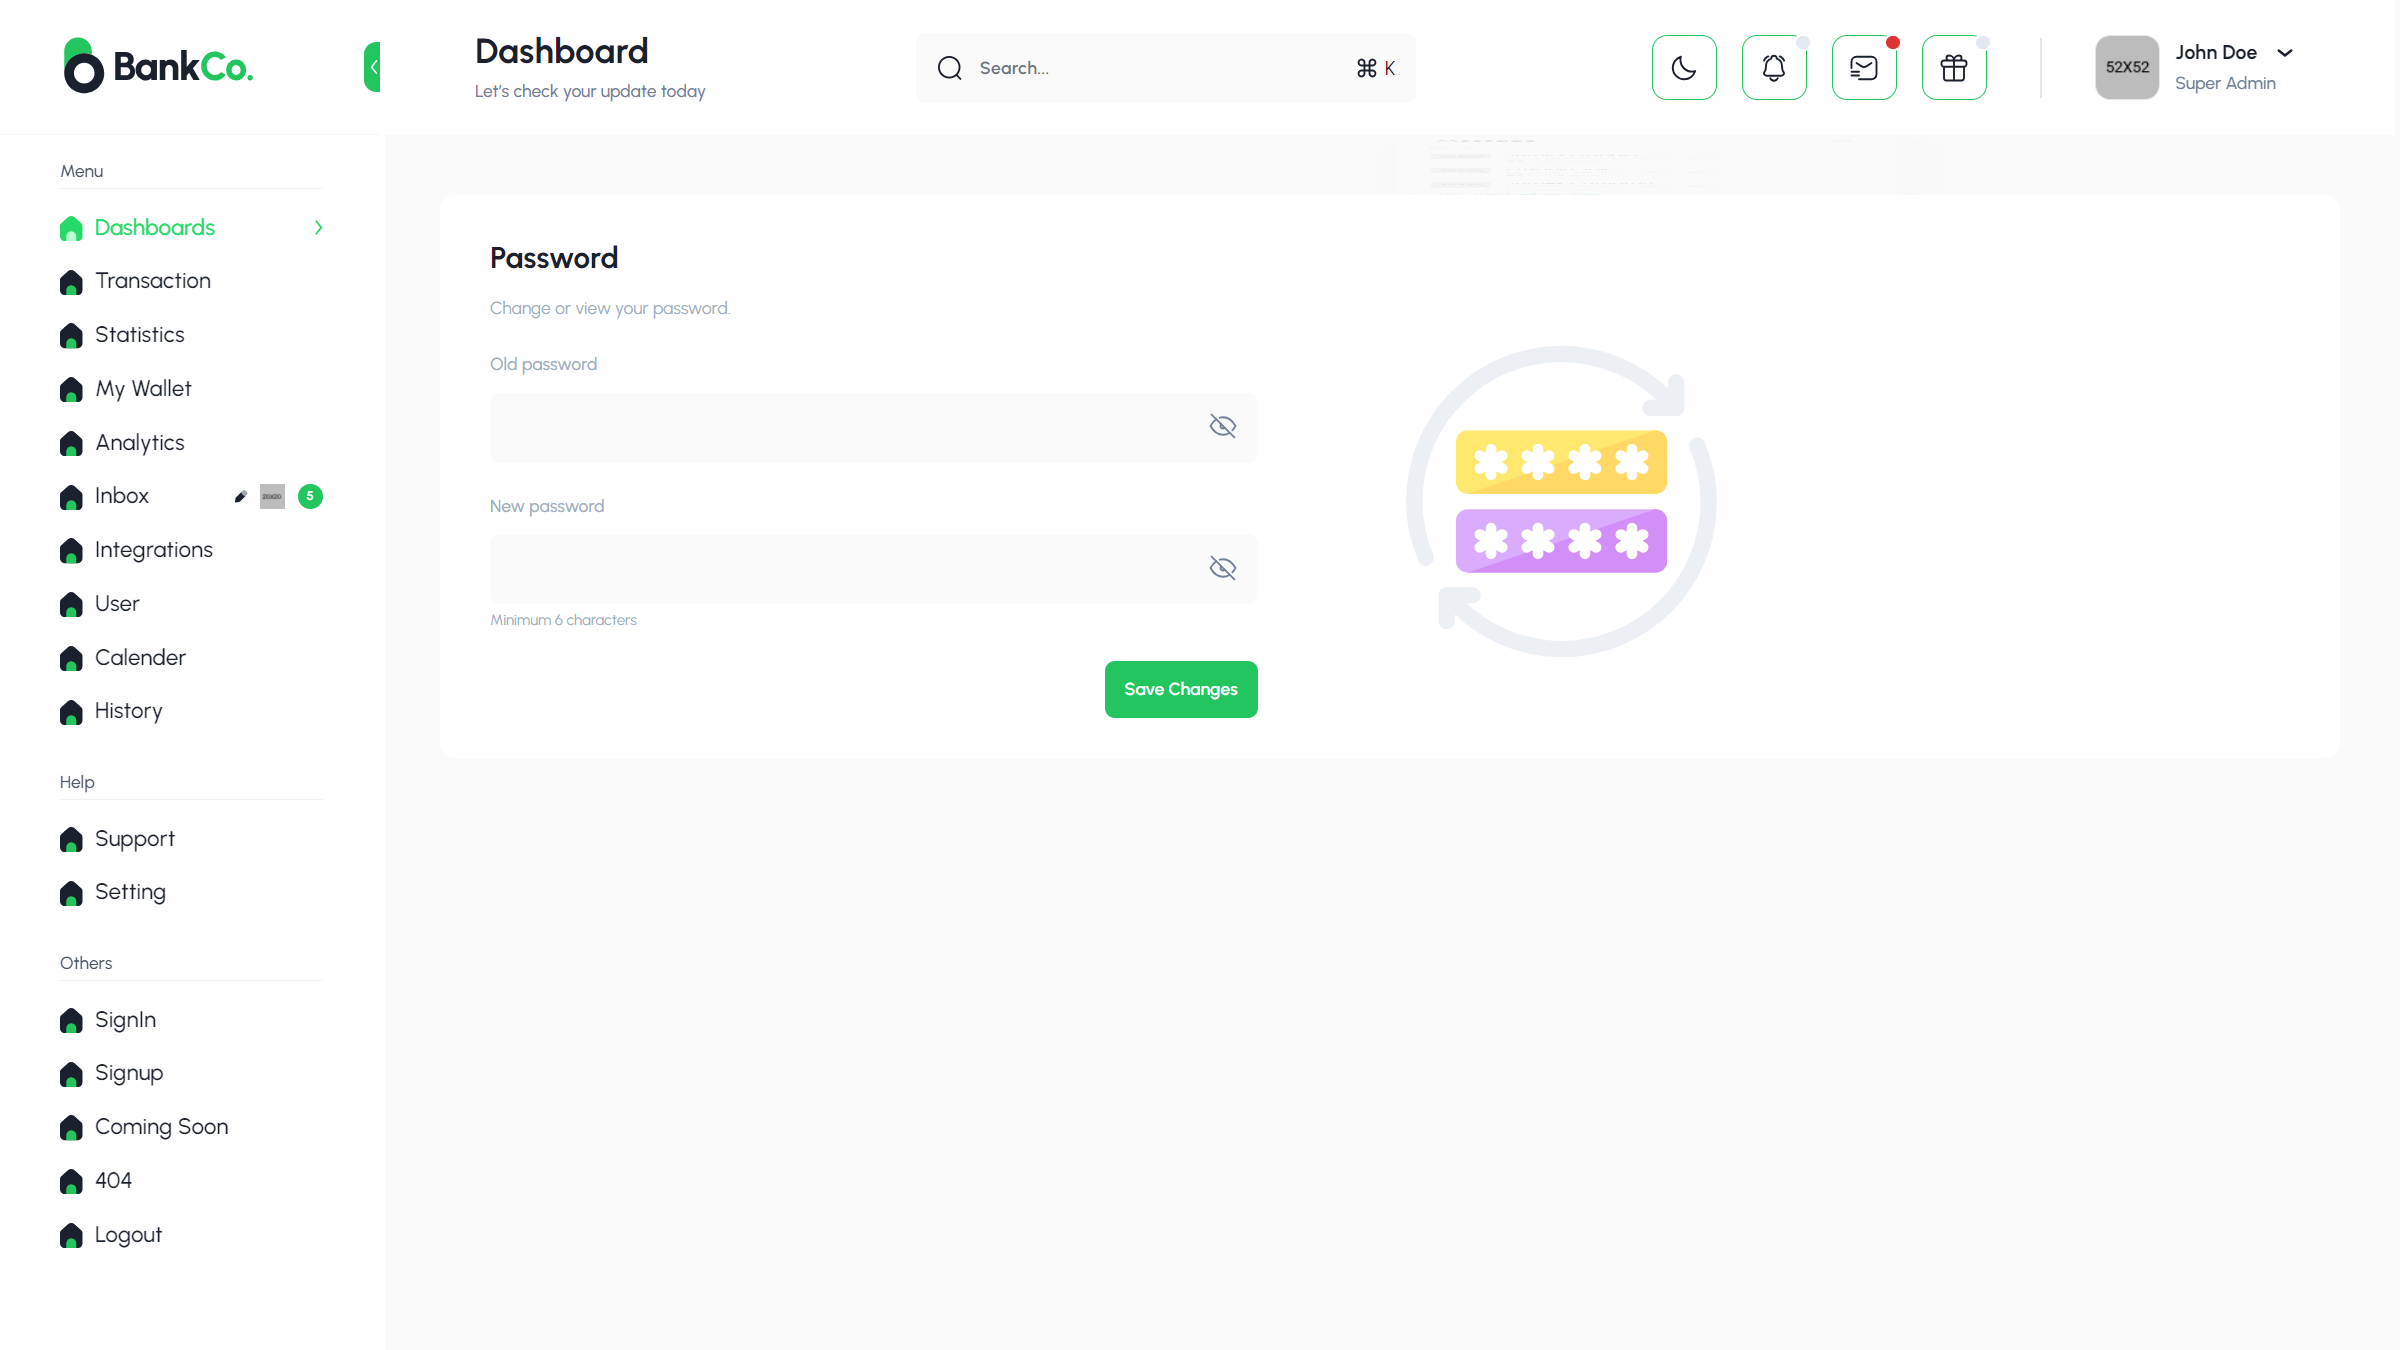 BankCo.
Dashboard
Let's check your update today
Search...
⌘ K
52X52
John Doe
Super Admin
Menu
Dashboards
Transaction
Statistics
My Wallet
Analytics
Inbox
20x20
5
Integrations
User
Calender
History
Help
Support
Setting
Others
SignIn
Signup
Coming Soon
404
Logout
Password
Change or view your password.
Old password
New password
Minimum 6 characters
Save Changes